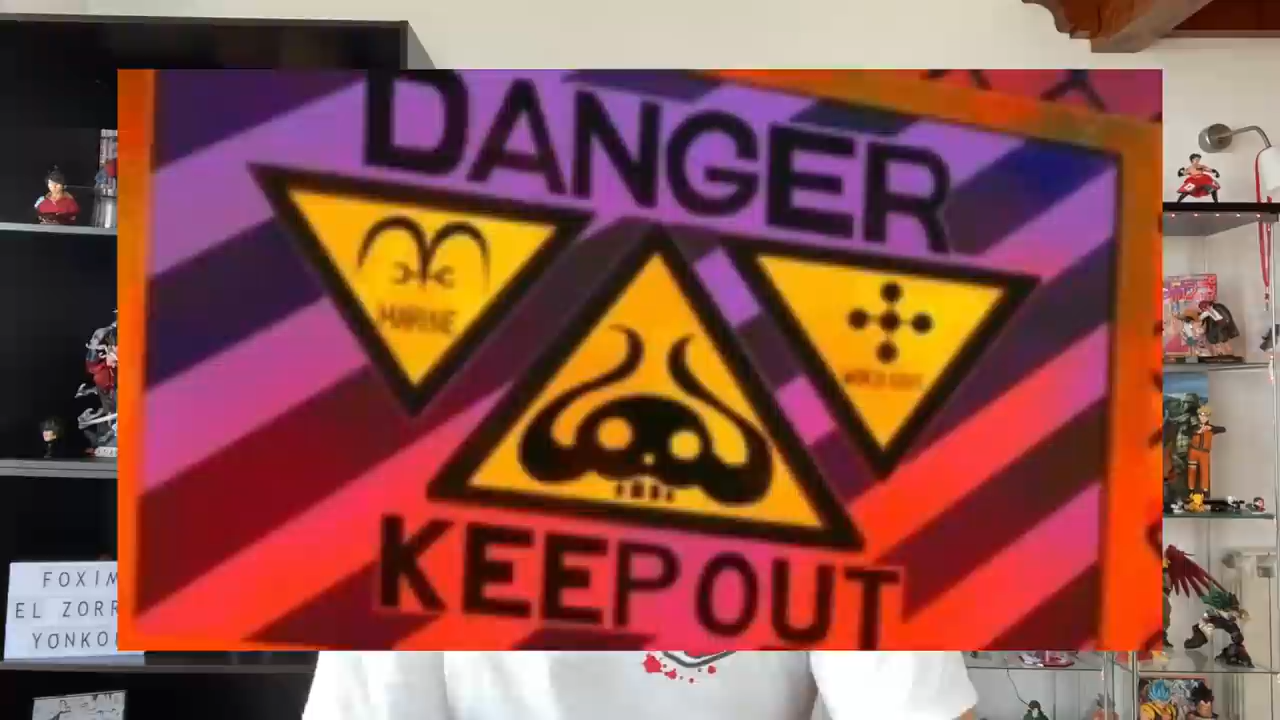 DANGER
MARINE
KEEP OUT
FOXIM
EL ZORR
YONKO